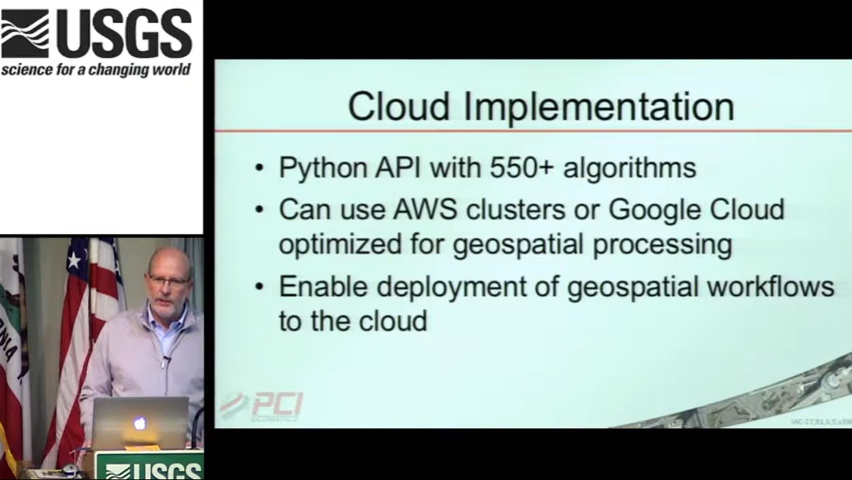 USGS
science for a changing world
Cloud Implementation
• Python API with 550+ algorithms
• Can use AWS clusters or Google Cloud
optimized for geospatial processing
• Enable deployment of geospatial workflows
to the cloud
PCI
GEOMATICS
USGS